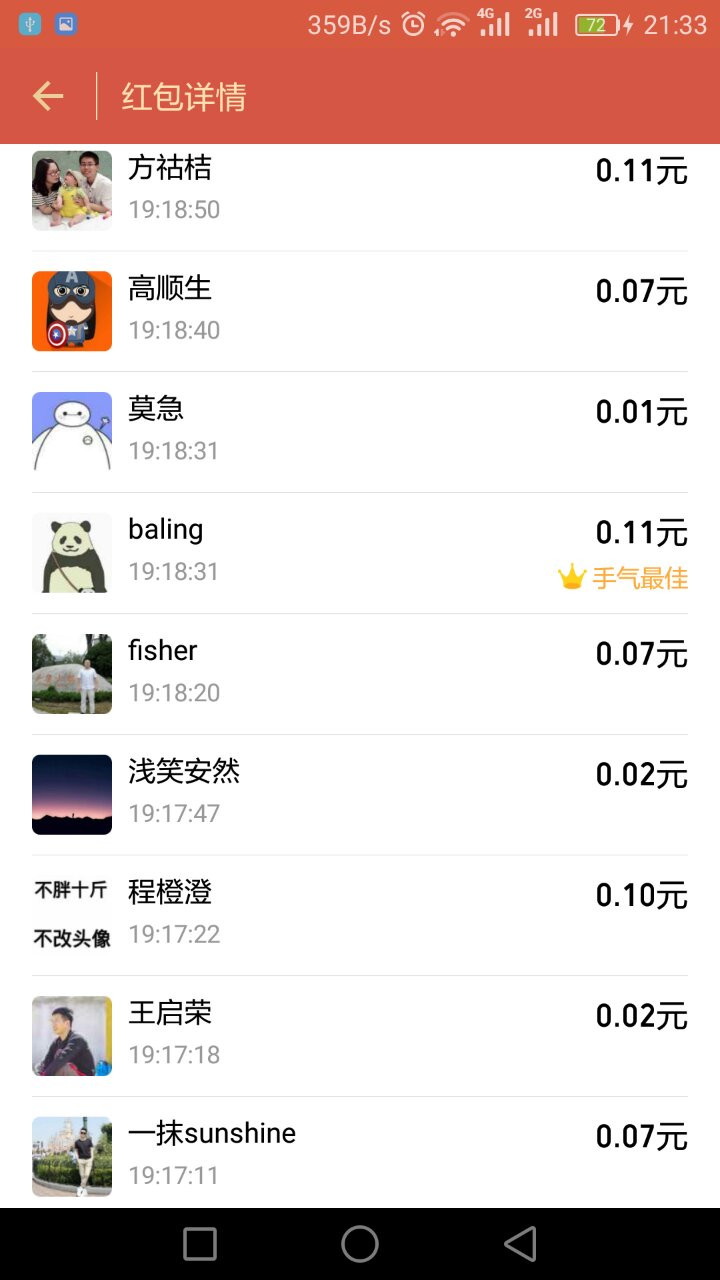 359B/s 4G 2G 72 21:33
红包详情
方祜桔 0.11元
19:18:50
高顺生 0.07元
19:18:40
莫急 0.01元
19:18:31
baling 0.11元
19:18:31 手气最佳
fisher 0.07元
19:18:20
浅笑安然 0.02元
19:17:47
不胖十斤 程橙澄 0.10元
不改头像 19:17:22
王启荣 0.02元
19:17:18
一抹sunshine 0.07元
19:17:11